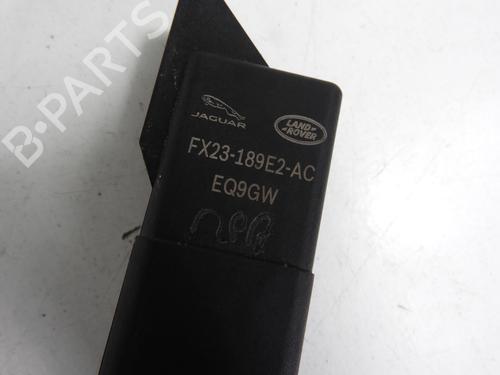 B-PARTS
JAGUAR
LAND
ROVER
FX23-189E2-AC
EQ9GW